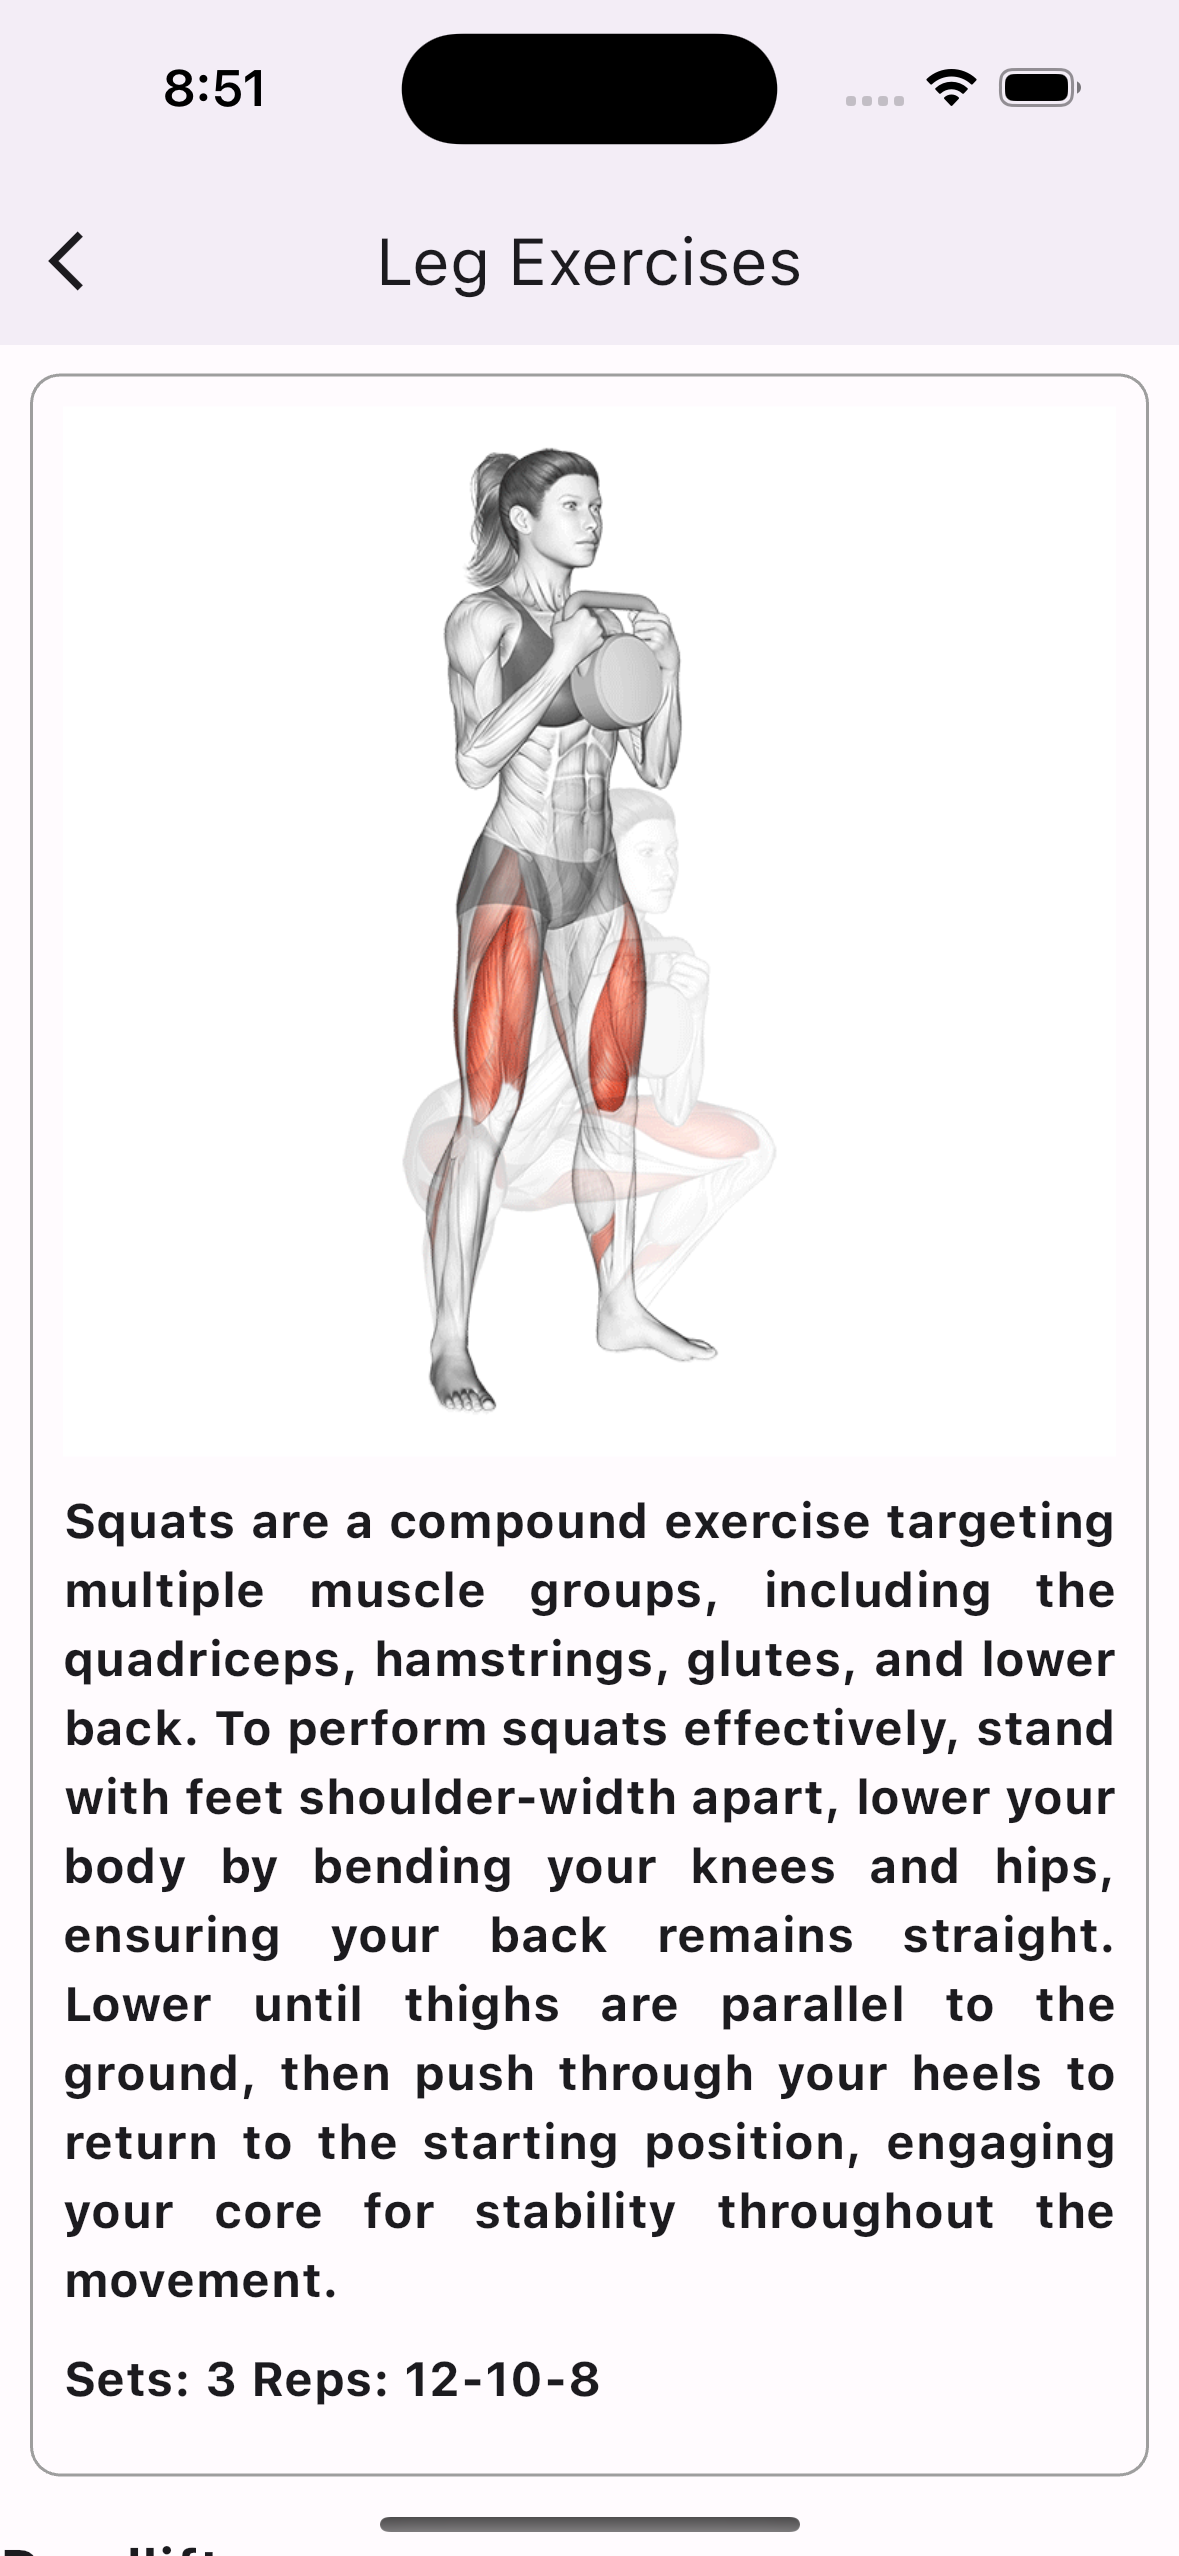 8:51
Leg Exercises
Squats are a compound exercise targeting
multiple muscle groups, including the
quadriceps, hamstrings, glutes, and lower
back. To perform squats effectively, stand
with feet shoulder-width apart, lower your
body by bending your knees and hips,
ensuring your back remains straight.
Lower until thighs are parallel to the
ground, then push through your heels to
return to the starting position, engaging
your core for stability throughout the
movement.
Sets: 3 Reps: 12-10-8